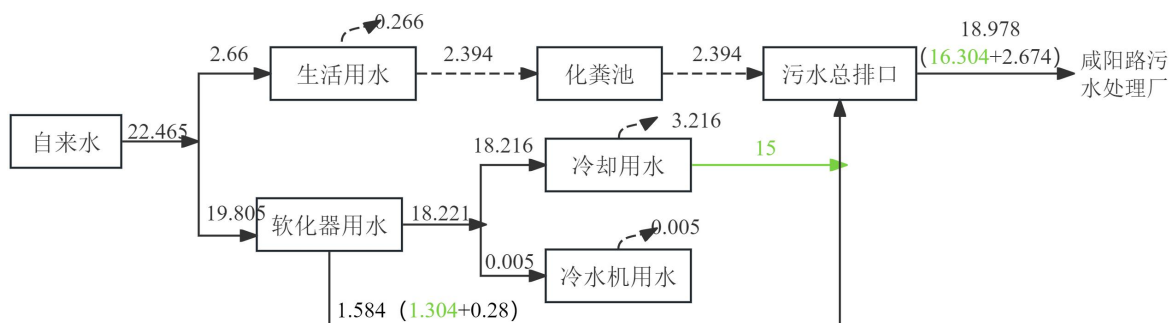 0.266
18.978
2.66
生活用水
2.394
化粪池
2.394
污水总排口
(16.304+2.674)
咸阳路污
水处理厂
自来水
22.465
3.216
18.216
冷却用水
15
19.805
软化器用水
18.221
0.005
0.005
冷水机用水
1.584（1.304+0.28)